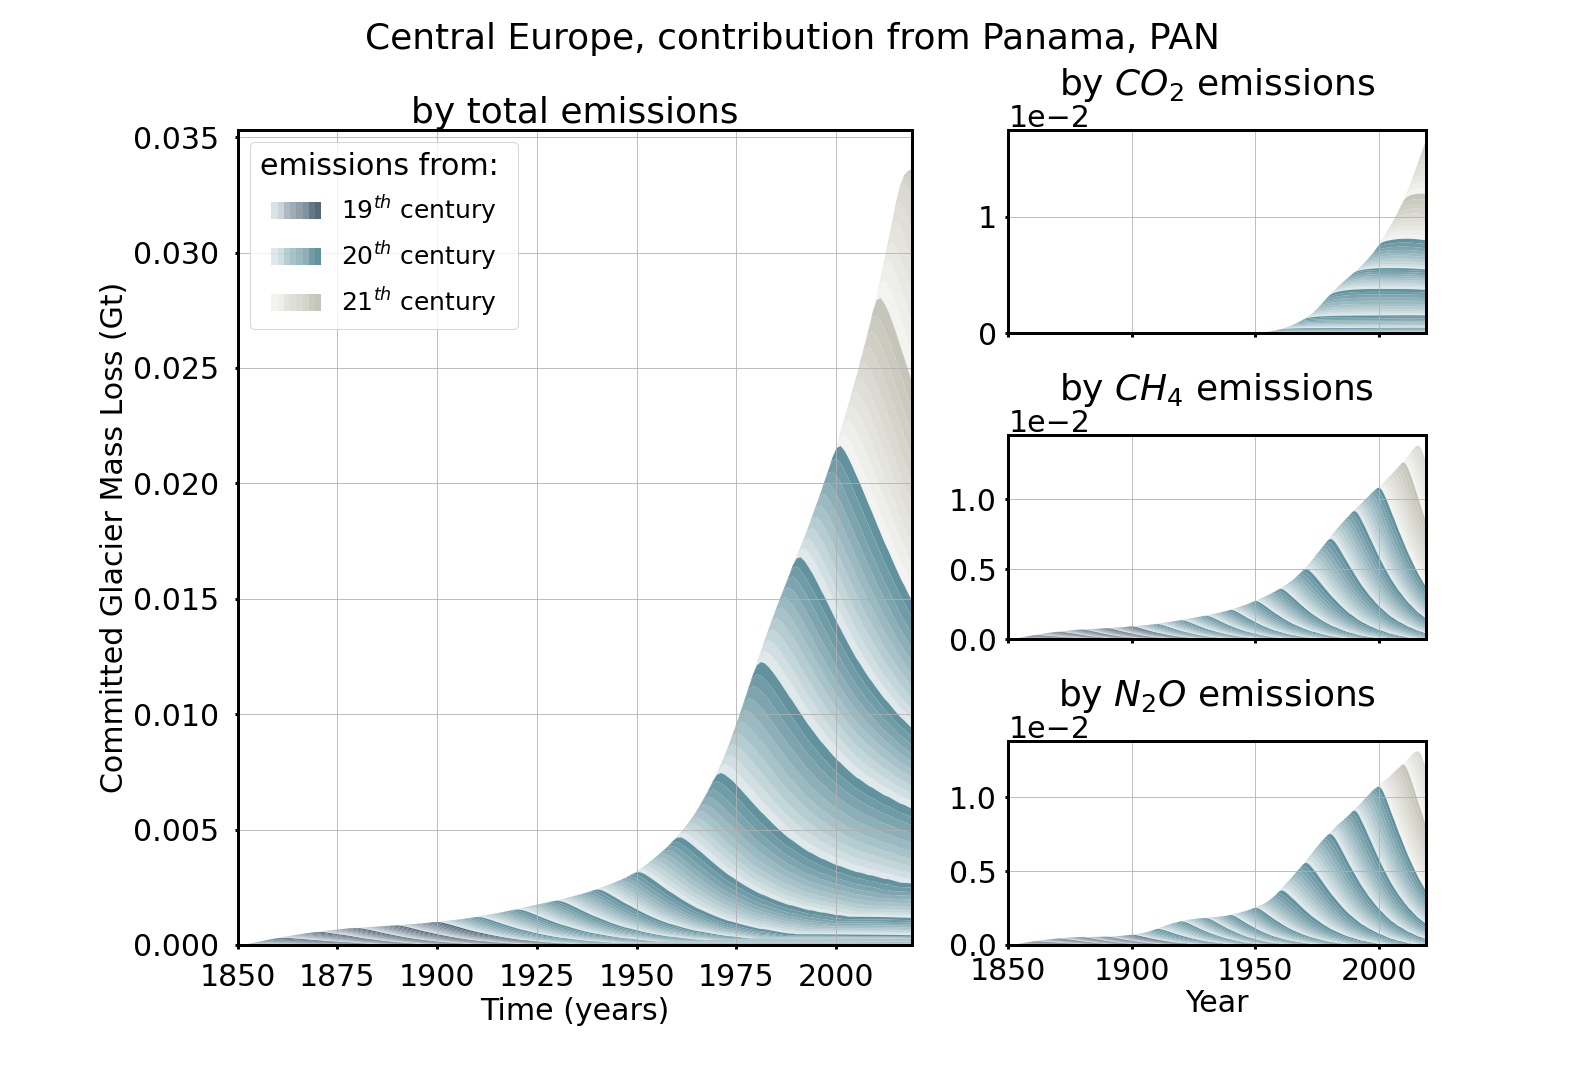 Central Europe, contribution from Panama, PAN
by total emissions
0.035
0.030
0.025
0.020
0.015
0.010
0.005
0.000
Committed Glacier Mass Loss (Gt)
emissions from:
19th century
20th century
21th century
1850 1875 1900 1925 1950 1975 2000
Time (years)
by CO2 emissions
1e−2
1
0
by CH4 emissions
1e−2
1.0
0.5
0.0
by N2O emissions
1e−2
1.0
0.5
0.0
1850 1900 1950 2000
Year